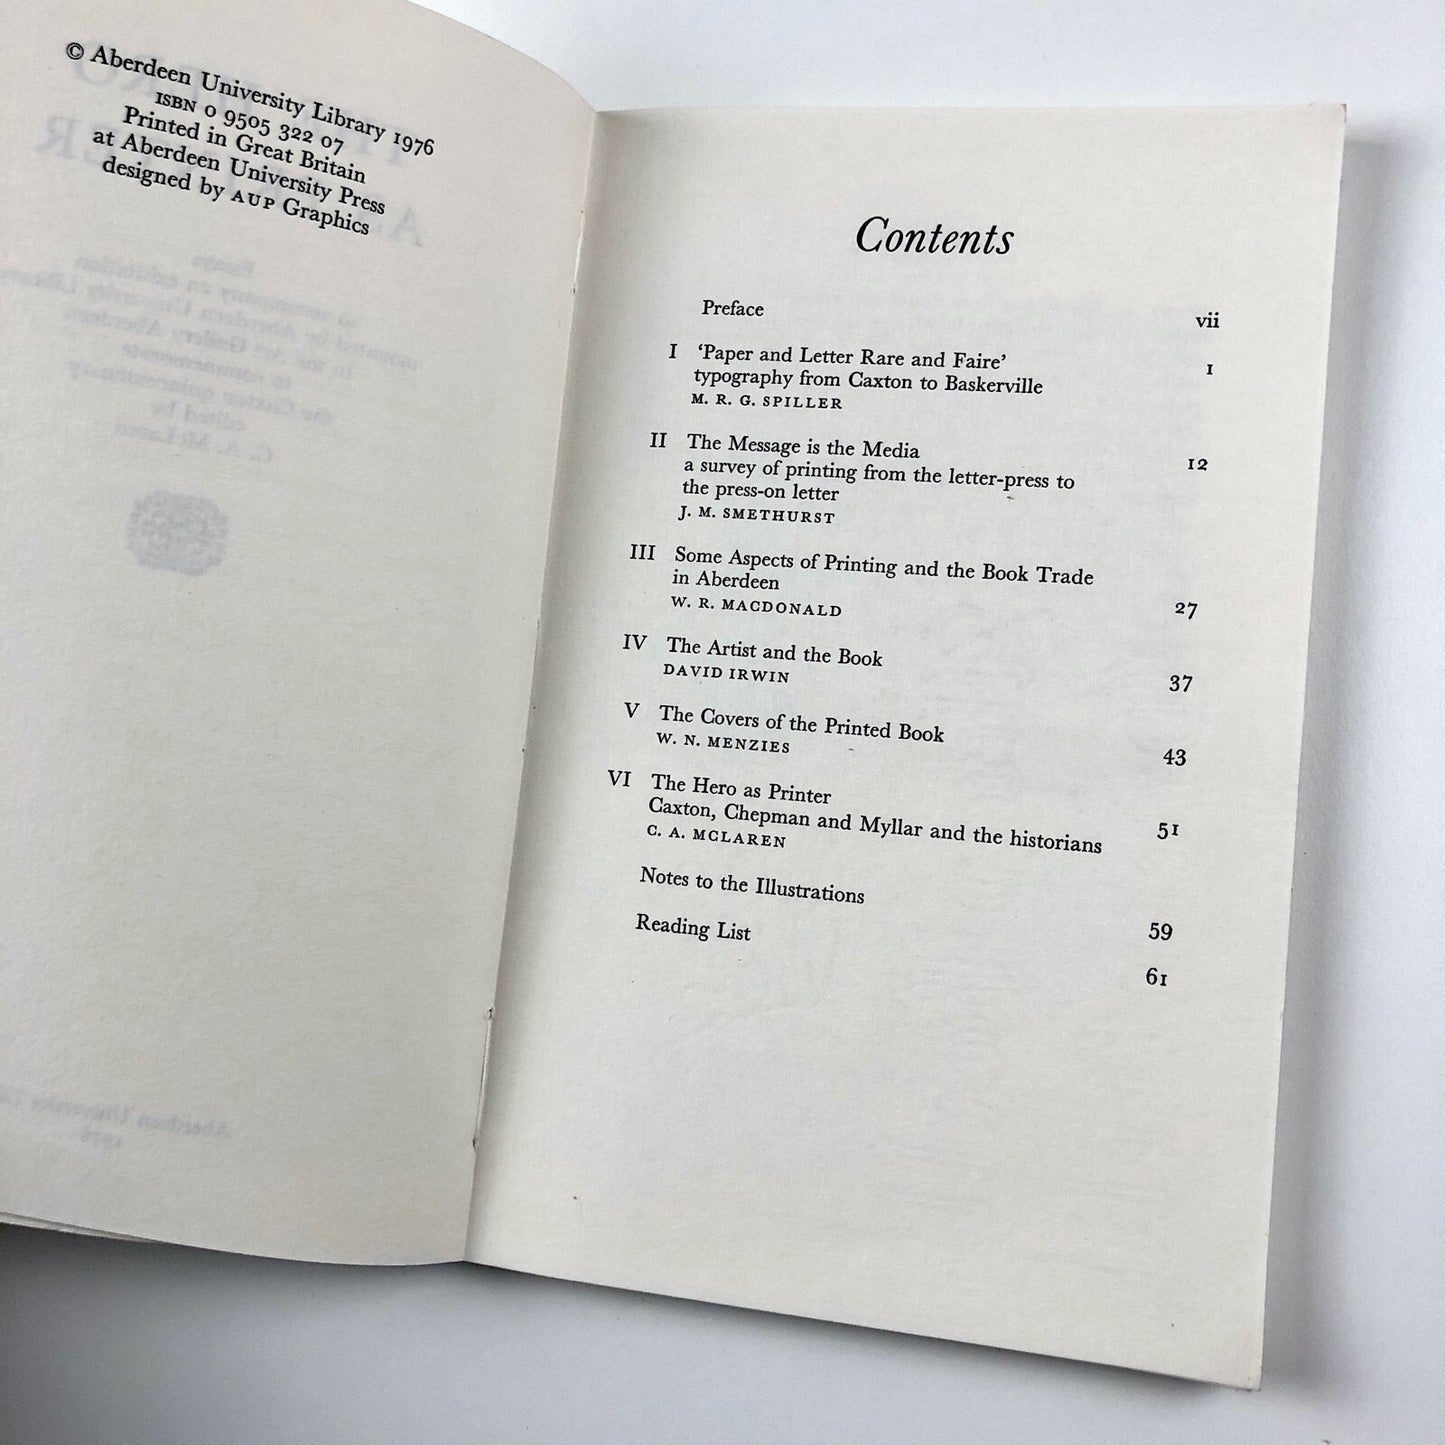 © Aberdeen University Library 1976
ISBN 0 9505 322 07
Printed in Great Britain
at Aberdeen University Press
designed by AUP Graphics
Contents
Preface vii
I 'Paper and Letter Rare and Faire' 1
typography from Caxton to Baskerville
M. R. G. SPILLER
II The Message is the Media 12
a survey of printing from the letter-press to
the press-on letter
J. M. SMETHURST
III Some Aspects of Printing and the Book Trade
in Aberdeen 27
W. R. MACDONALD
IV The Artist and the Book 37
DAVID IRWIN
V The Covers of the Printed Book 43
W. N. MENZIES
VI The Hero as Printer
Caxton, Chepman and Myllar and the historians 51
C. A. MCLAREN
Notes to the Illustrations 59
Reading List 61